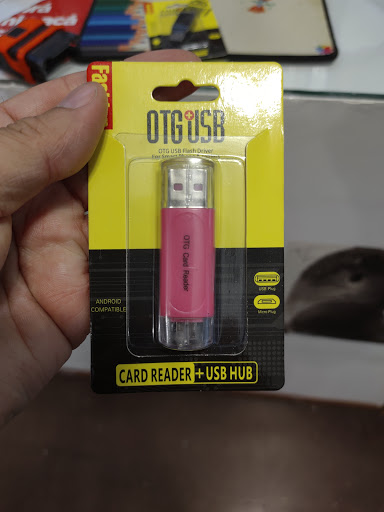 OTG USB
OTG USB Flash Driver
OTG Card Reader
USB Plug
Micro Plug
ANDROID
COMPATIBLE
CARD READER + USB HUB